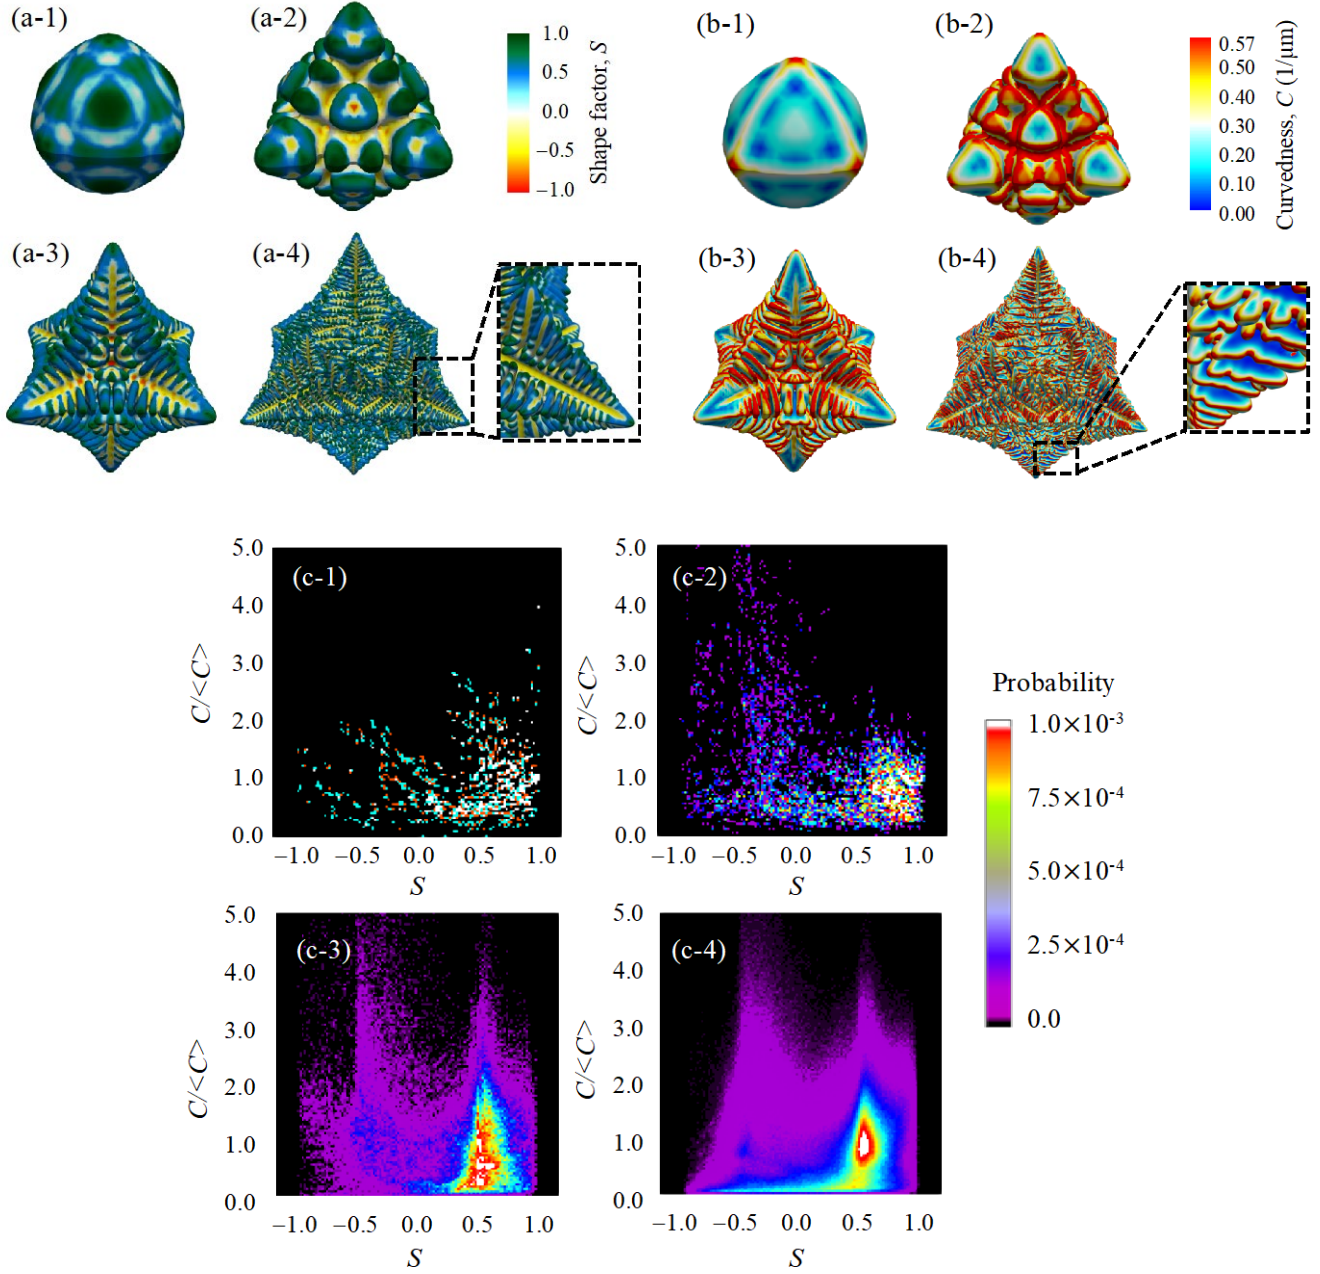 (a-1)
(a-2)
1.0
0.5
0.0
−0.5
−1.0
Shape factor, S
(b-1)
(b-2)
0.57
0.50
0.40
0.30
0.20
0.10
0.00
Curvedness, C (1/μm)
(a-3)
(a-4)
(b-3)
(b-4)
(c-1)
5.0
4.0
3.0
2.0
1.0
0.0
C/<C>
−1.0 −0.5 0.0 0.5 1.0
S
(c-2)
5.0
4.0
3.0
2.0
1.0
0.0
C/<C>
−1.0 −0.5 0.0 0.5 1.0
S
Probability
1.0×10-3
7.5×10-4
5.0×10-4
2.5×10-4
0.0
(c-3)
5.0
4.0
3.0
2.0
1.0
0.0
C/<C>
−1.0 −0.5 0.0 0.5 1.0
S
(c-4)
5.0
4.0
3.0
2.0
1.0
0.0
C/<C>
−1.0 −0.5 0.0 0.5 1.0
S